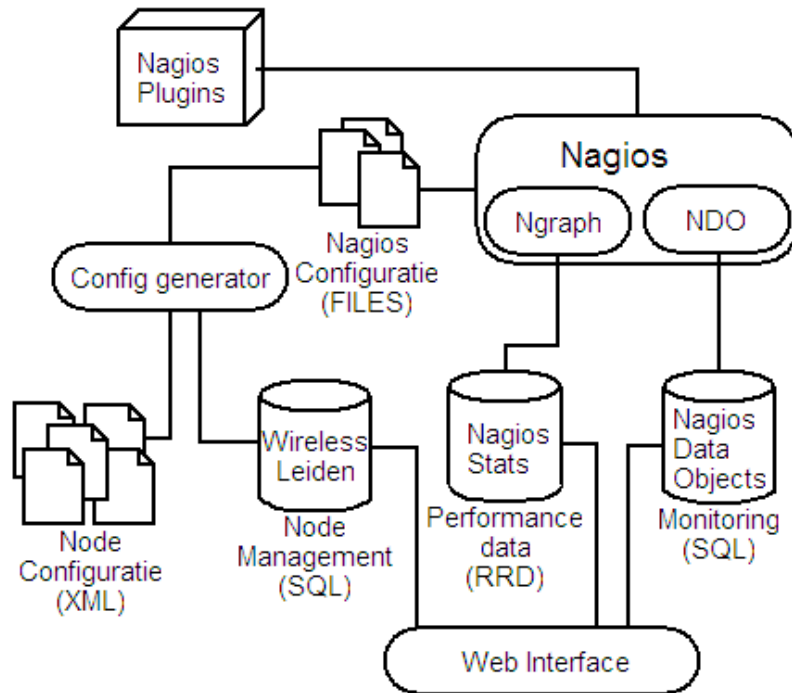 Nagios
Plugins
Nagios
Ngraph
NDO
Nagios
Configuratie
(FILES)
Config generator
Node
Configuratie
(XML)
Wireless
Leiden
Node
Management
(SQL)
Nagios
Stats
Performance
data
(RRD)
Nagios
Data
Objects
Monitoring
(SQL)
Web Interface